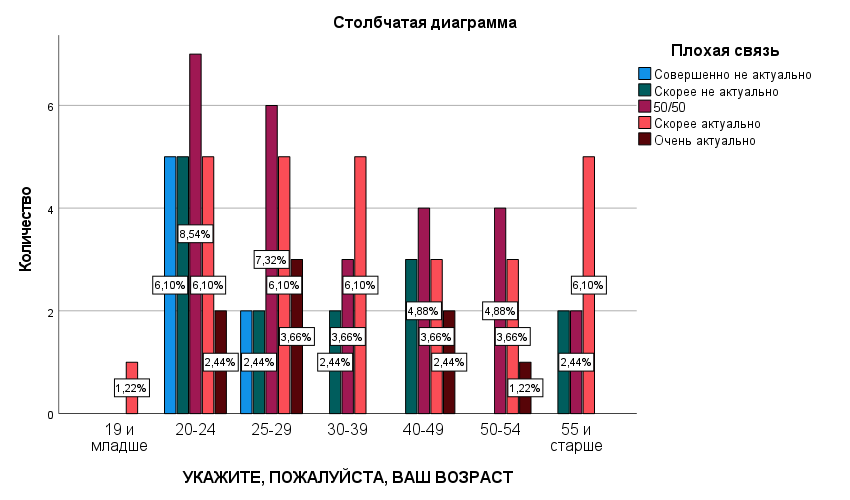 Столбчатая диаграмма
Плохая связь
Совершенно не актуально
Скорее не актуально
50/50
Скорее актуально
Очень актуально
Количество
6
4
2
0
8,54%
7,32%
6,10%
6,10%
6,10%
6,10%
6,10%
4,88%
4,88%
3,66%
3,66%
3,66%
3,66%
2,44%
2,44%
2,44%
2,44%
2,44%
1,22%
1,22%
19 и
младше
20-24
25-29
30-39
40-49
50-54
55 и
старше
УКАЖИТЕ, ПОЖАЛУЙСТА, ВАШ ВОЗРАСТ